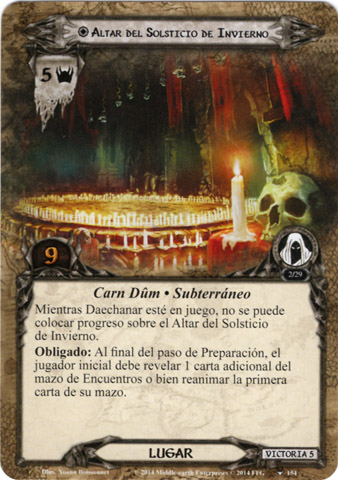 Altar del Solsticio de Invierno
5
9
2/29
Carn Dûm • Subterráneo
Mientras Daechanar esté en juego, no se puede
colocar progreso sobre el Altar del Solsticio
de Invierno.
Obligado: Al final del paso de Preparación, el
jugador inicial debe revelar 1 carta adicional del
mazo de Encuentros o bien reanimar la primera
carta de su mazo.
LUGAR
VICTORIA 5
Ilus. Yoann Boissonnet
© 2014 Middle-earth Enterprises © 2014 FFG